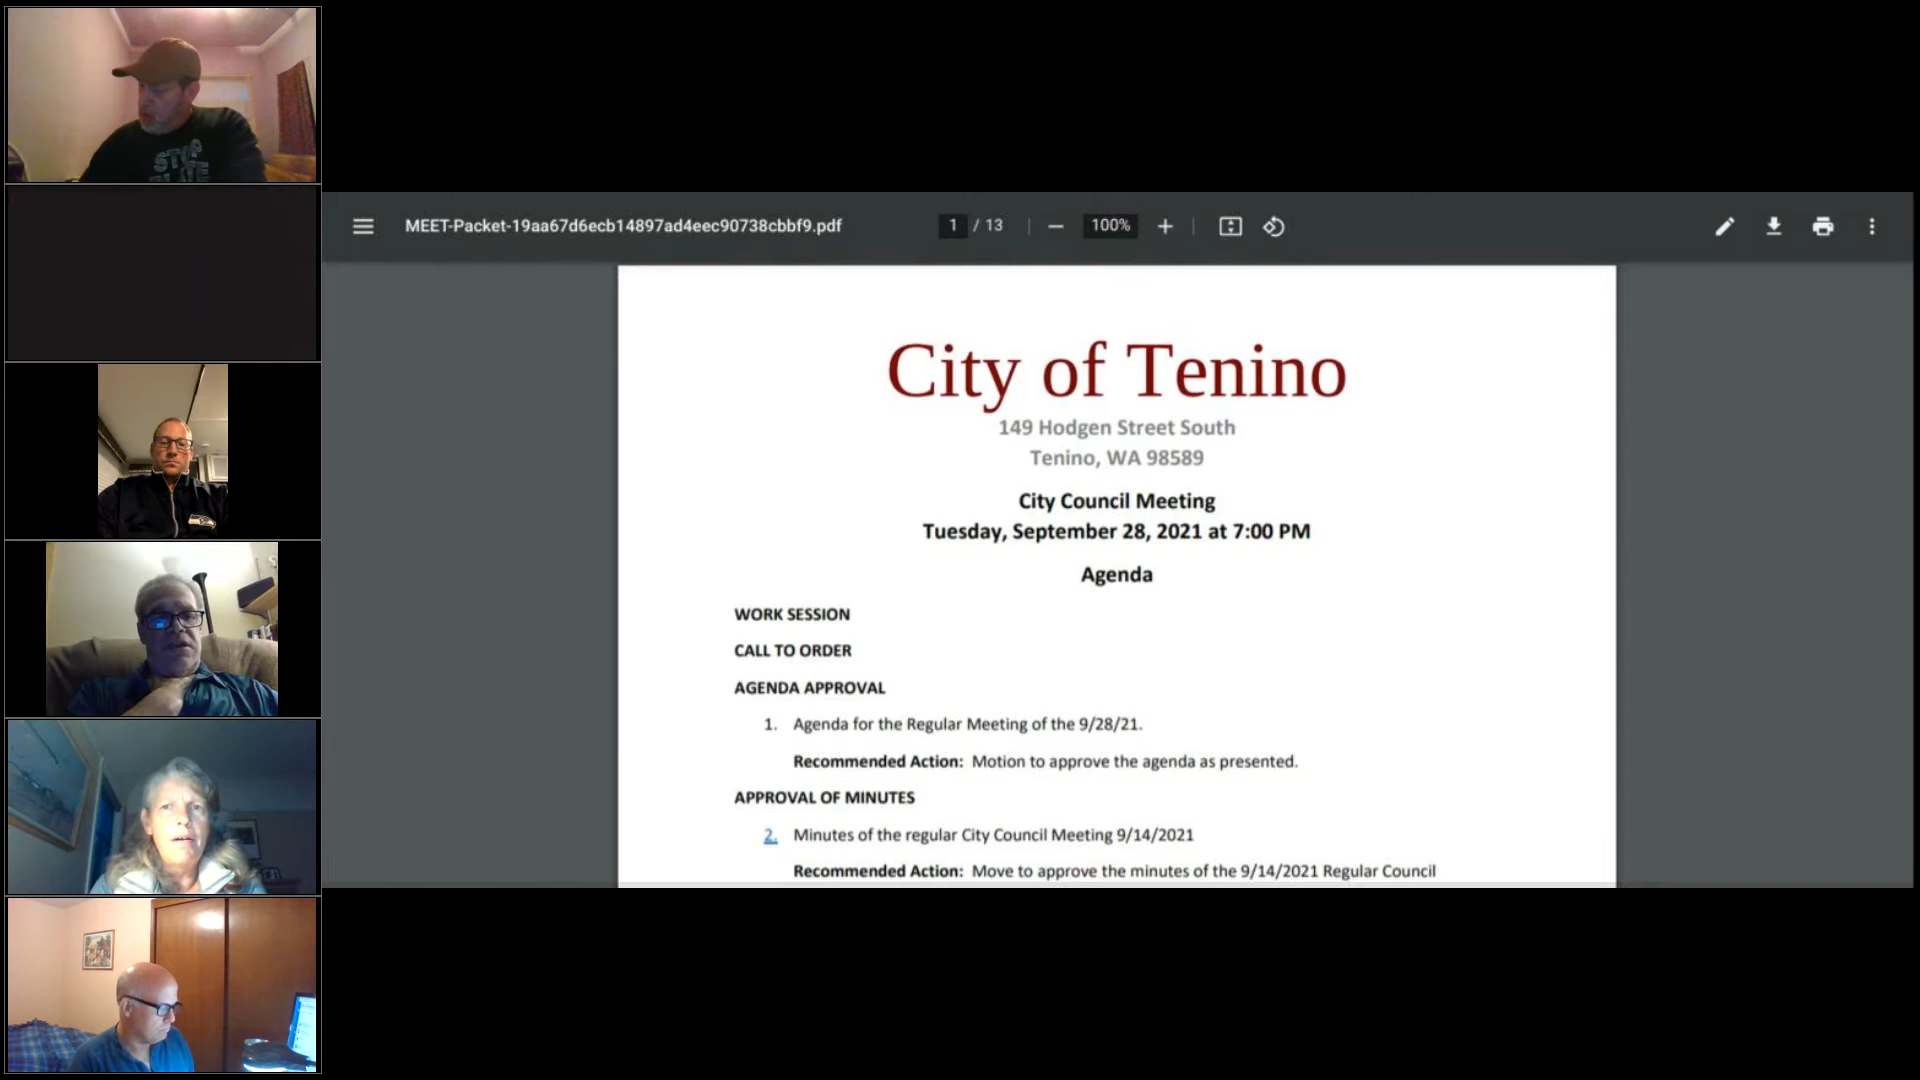 STOP
MEET-Packet-19aa67d6ecb14897ad4eec90738cbbf9.pdf 1 / 13 100%
City of Tenino
149 Hodgen Street South
Tenino, WA 98589
City Council Meeting
Tuesday, September 28, 2021 at 7:00 PM
Agenda
WORK SESSION
CALL TO ORDER
AGENDA APPROVAL
1. Agenda for the Regular Meeting of the 9/28/21.
Recommended Action: Motion to approve the agenda as presented.
APPROVAL OF MINUTES
2. Minutes of the regular City Council Meeting 9/14/2021
Recommended Action: Move to approve the minutes of the 9/14/2021 Regular Council